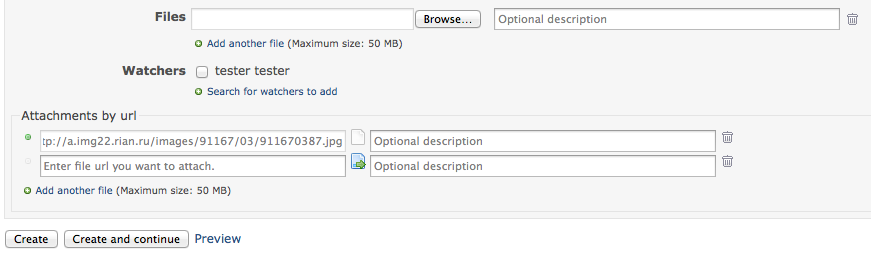 Files Browse... Optional description
Add another file (Maximum size: 50 MB)
Watchers tester tester
Search for watchers to add
Attachments by url
tp://a.img22.rian.ru/images/91167/03/911670387.jpg Optional description
Enter file url you want to attach. Optional description
Add another file (Maximum size: 50 MB)
Create Create and continue Preview